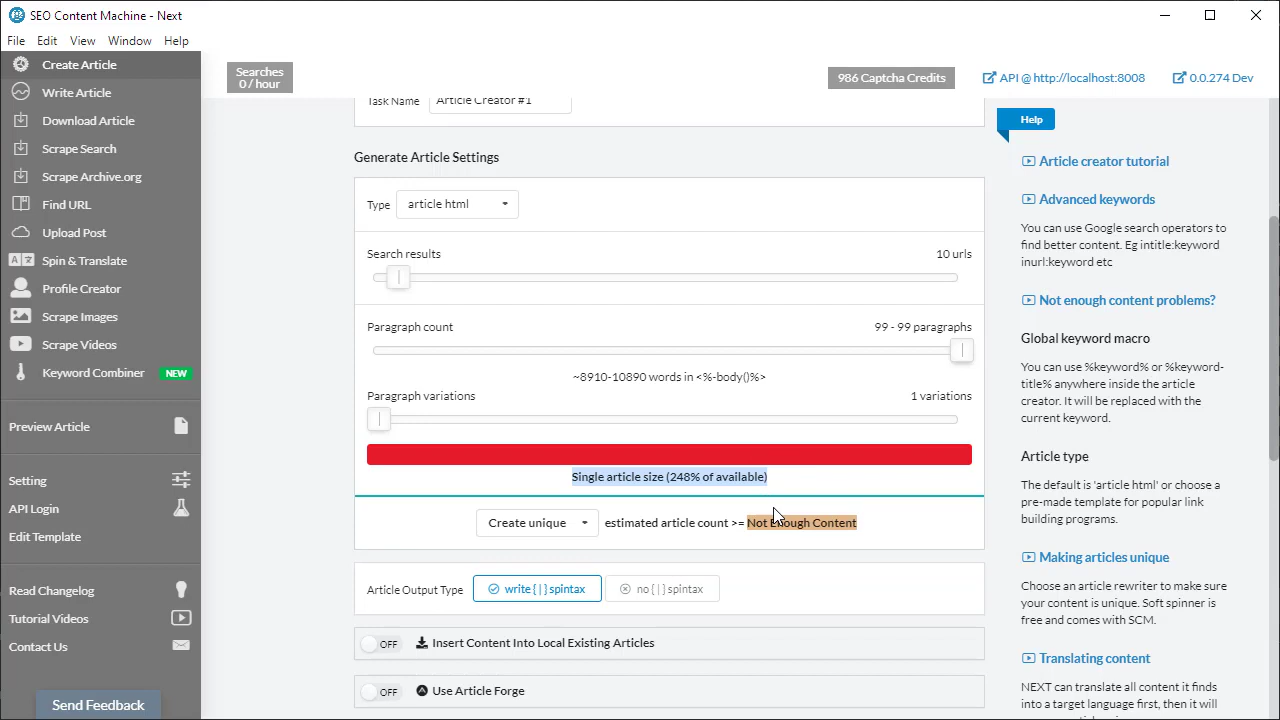 SEO Content Machine - Next
File Edit View Window Help
Create Article
Write Article
Download Article
Scrape Search
Scrape Archive.org
Find URL
Upload Post
Spin & Translate
Profile Creator
Scrape Images
Scrape Videos
Keyword Combiner NEW
Preview Article
Setting
API Login
Edit Template
Read Changelog
Tutorial Videos
Contact Us
Send Feedback
Searches
0 / hour
986 Captcha Credits
API @ http://localhost:8008
0.0.274 Dev
Task Name Article Creator #1
Generate Article Settings
Type article html
Search results 10 urls
Paragraph count 99 - 99 paragraphs
~8910-10890 words in <%-body()%>
Paragraph variations 1 variations
Single article size (248% of available)
Create unique estimated article count >= Not Enough Content
Article Output Type write { | } spintax no { | } spintax
OFF Insert Content Into Local Existing Articles
OFF Use Article Forge
Help
Article creator tutorial
Advanced keywords
You can use Google search operators to
find better content. Eg intitle:keyword
inurl:keyword etc
Not enough content problems?
Global keyword macro
You can use %keyword% or %keyword-
title% anywhere inside the article
creator. It will be replaced with the
current keyword.
Article type
The default is 'article html' or choose a
pre-made template for popular link
building programs.
Making articles unique
Choose an article rewriter to make sure
your content is unique. Soft spinner is
free and comes with SCM.
Translating content
NEXT can translate all content it finds
into a target language first, then it will